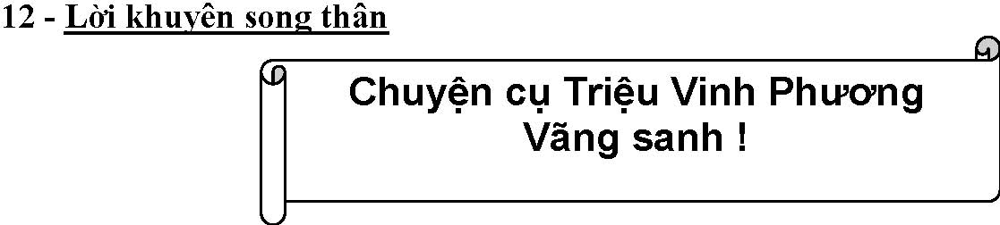 12 - Lời khuyên song thân
Chuyện cụ Triệu Vinh Phương
Vãng sanh !